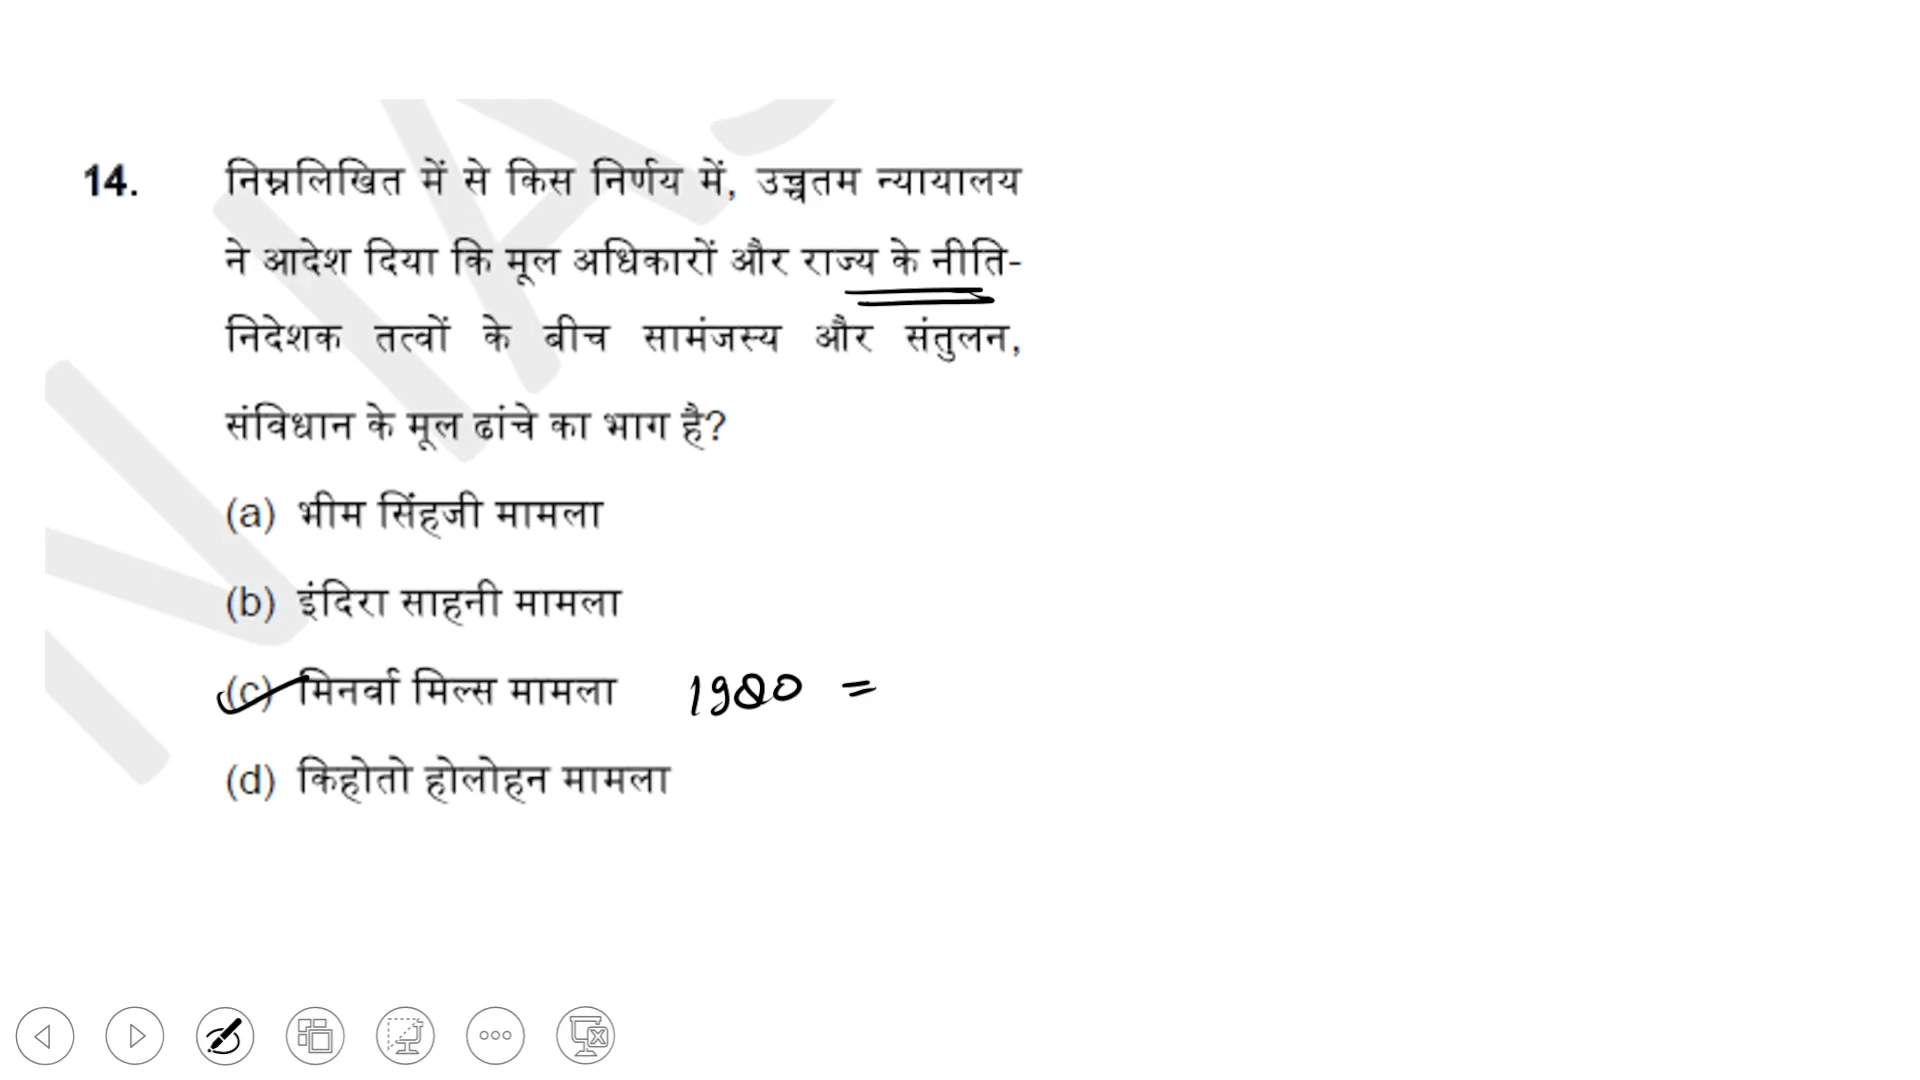 14. निम्नलिखित में से किस निर्णय में, उच्चतम न्यायालय
ने आदेश दिया कि मूल अधिकारों और राज्य के नीति-
निदेशक तत्वों के बीच सामंजस्य और संतुलन,
संविधान के मूल ढांचे का भाग है?
(a) भीम सिंहजी मामला
(b) इंदिरा साहनी मामला
(c) मिनर्वा मिल्स मामला 1980 =
(d) किहोतो होलोहन मामला